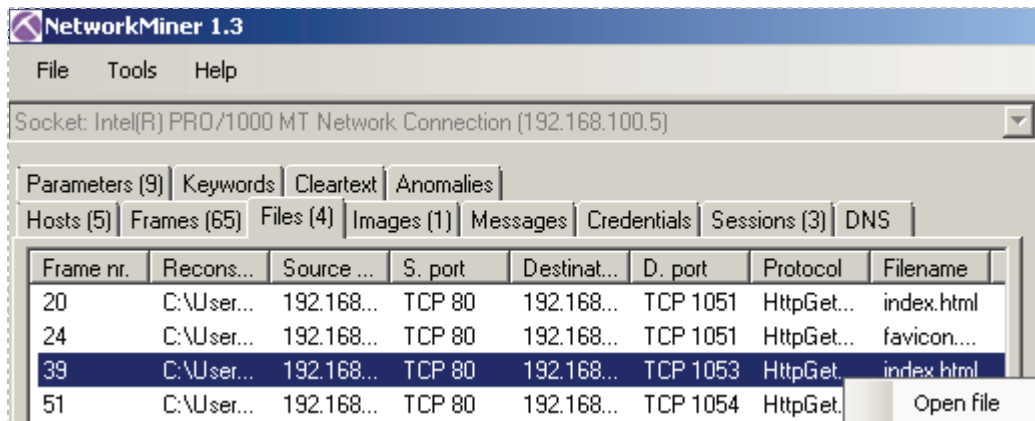 NetworkMiner 1.3
File Tools Help
Socket: Intel(R) PRO/1000 MT Network Connection (192.168.100.5)
Parameters (9) Keywords Cleartext Anomalies
Hosts (5) Frames (65) Files (4) Images (1) Messages Credentials Sessions (3) DNS
Frame nr. Recons... Source ... S. port Destinat... D. port Protocol Filename
20 C:\User... 192.168... TCP 80 192.168... TCP 1051 HttpGet... index.html
24 C:\User... 192.168... TCP 80 192.168... TCP 1051 HttpGet... favicon....
39 C:\User... 192.168... TCP 80 192.168... TCP 1053 HttpGet... index.html
51 C:\User... 192.168... TCP 80 192.168... TCP 1054 HttpGet. Open file